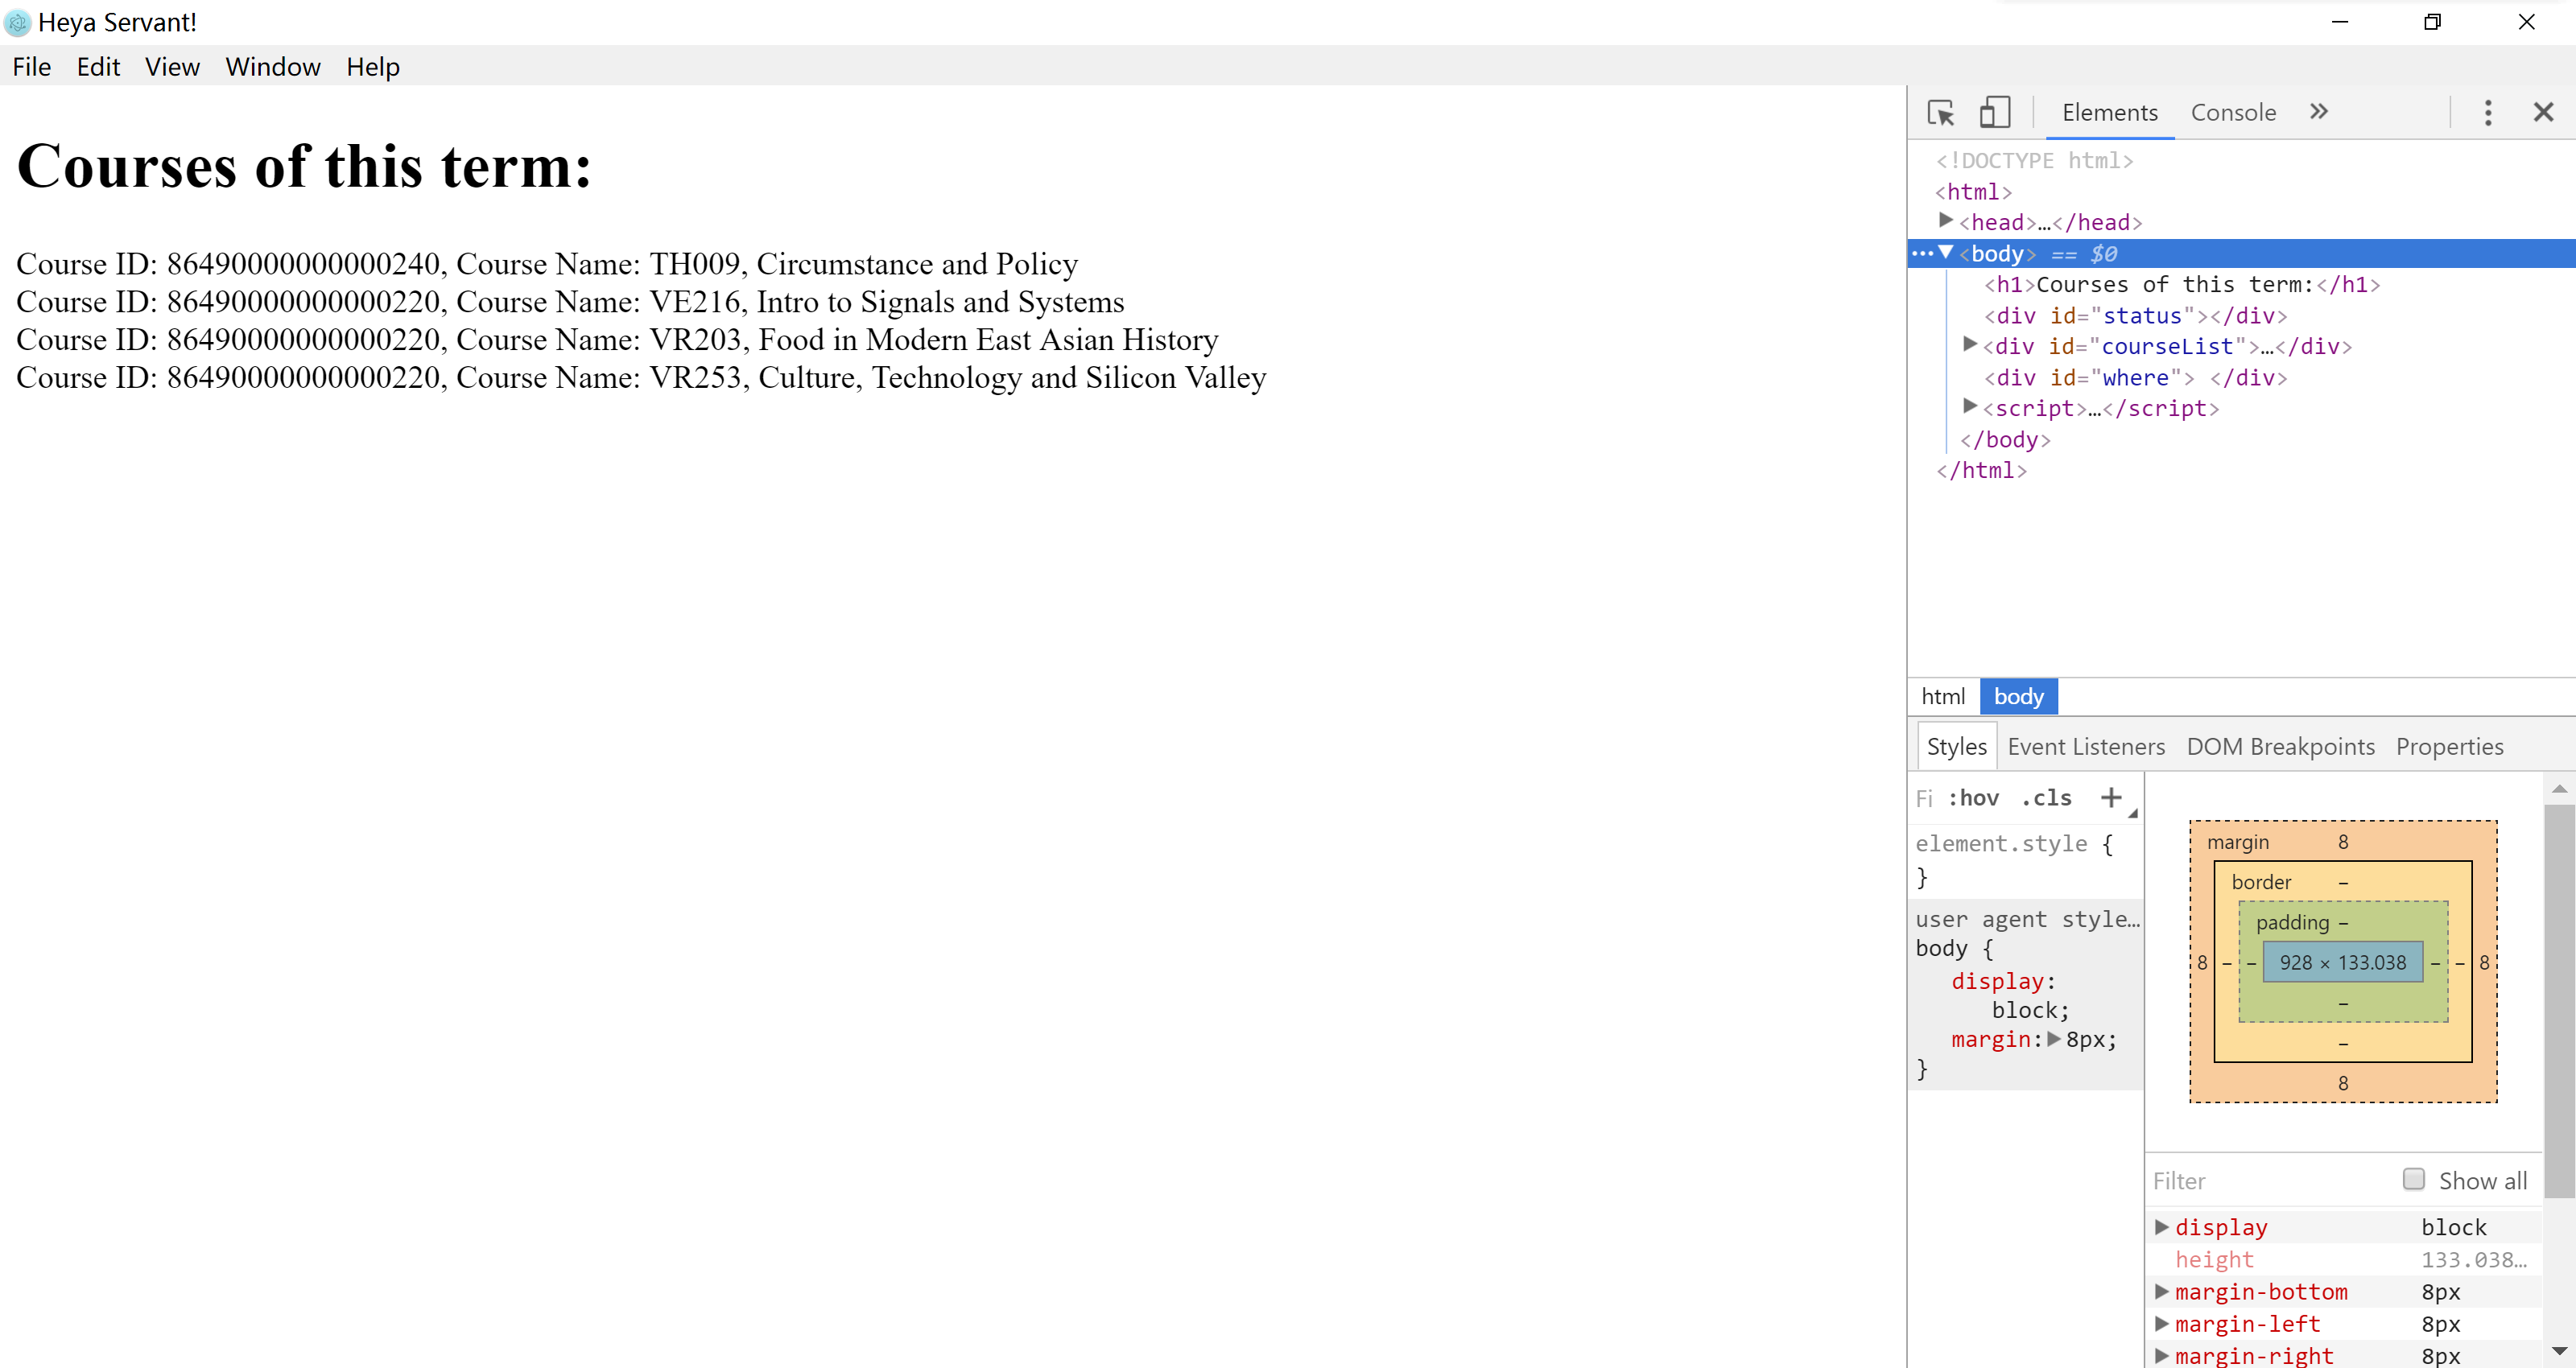 Heya Servant!
File Edit View Window Help
Courses of this term:
Course ID: 86490000000000240, Course Name: TH009, Circumstance and Policy
Course ID: 86490000000000220, Course Name: VE216, Intro to Signals and Systems
Course ID: 86490000000000220, Course Name: VR203, Food in Modern East Asian History
Course ID: 86490000000000220, Course Name: VR253, Culture, Technology and Silicon Valley
Elements Console »
<!DOCTYPE html>
<html>
<head>…</head>
<body> == $0
<h1>Courses of this term:</h1>
<div id="status"></div>
<div id="courseList">…</div>
<div id="where"> </div>
<script>…</script>
</body>
</html>
html body
Styles Event Listeners DOM Breakpoints Properties
Fi :hov .cls +
element.style {
}
user agent style…
body {
display:
block;
margin: 8px;
}
margin 8
border –
padding –
8 – – 928 × 133.038 – – 8
–
–
8
Filter Show all
display block
height 133.038…
margin-bottom 8px
margin-left 8px
margin-right 8px